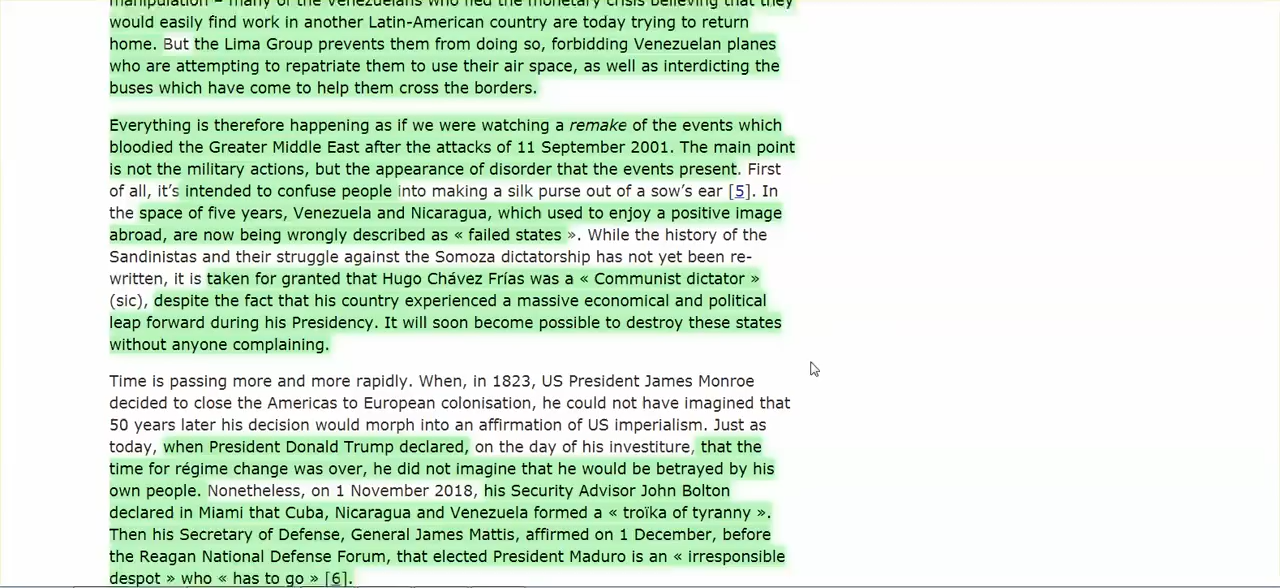 manipulation – many of the Venezuelans who fled the monetary crisis believing that they
would easily find work in another Latin-American country are today trying to return
home. But the Lima Group prevents them from doing so, forbidding Venezuelan planes
who are attempting to repatriate them to use their air space, as well as interdicting the
buses which have come to help them cross the borders.
Everything is therefore happening as if we were watching a remake of the events which
bloodied the Greater Middle East after the attacks of 11 September 2001. The main point
is not the military actions, but the appearance of disorder that the events present. First
of all, it’s intended to confuse people into making a silk purse out of a sow’s ear [5]. In
the space of five years, Venezuela and Nicaragua, which used to enjoy a positive image
abroad, are now being wrongly described as « failed states ». While the history of the
Sandinistas and their struggle against the Somoza dictatorship has not yet been re-
written, it is taken for granted that Hugo Chávez Frías was a « Communist dictator »
(sic), despite the fact that his country experienced a massive economical and political
leap forward during his Presidency. It will soon become possible to destroy these states
without anyone complaining.
Time is passing more and more rapidly. When, in 1823, US President James Monroe
decided to close the Americas to European colonisation, he could not have imagined that
50 years later his decision would morph into an affirmation of US imperialism. Just as
today, when President Donald Trump declared, on the day of his investiture, that the
time for régime change was over, he did not imagine that he would be betrayed by his
own people. Nonetheless, on 1 November 2018, his Security Advisor John Bolton
declared in Miami that Cuba, Nicaragua and Venezuela formed a « troïka of tyranny ».
Then his Secretary of Defense, General James Mattis, affirmed on 1 December, before
the Reagan National Defense Forum, that elected President Maduro is an « irresponsible
despot » who « has to go » [6].